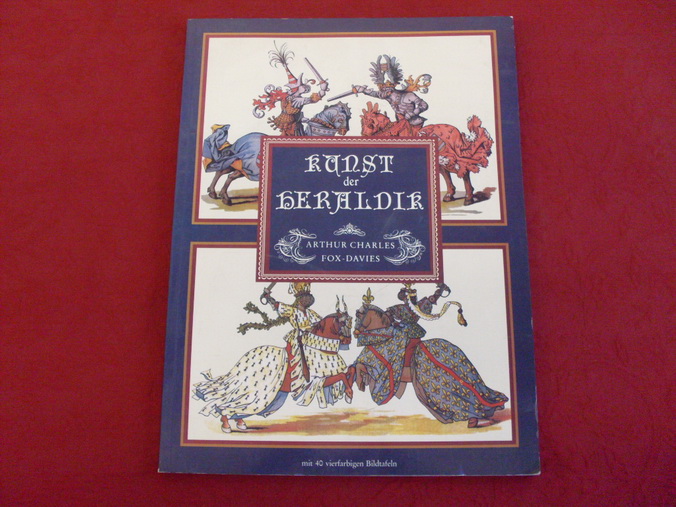 KUNST
der
HERALDIK
ARTHUR CHARLES
FOX-DAVIES
mit 40 vierfarbigen Bildtafeln